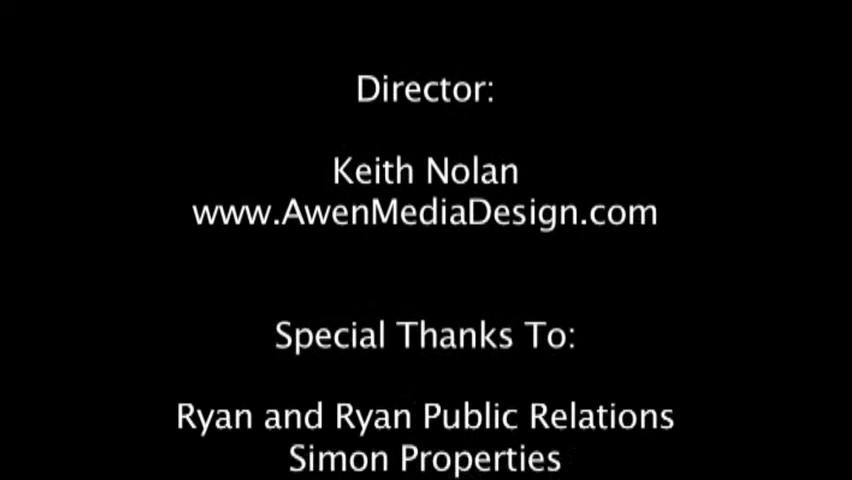 Director:
Keith Nolan
www.AwenMediaDesign.com
Special Thanks To:
Ryan and Ryan Public Relations
Simon Properties